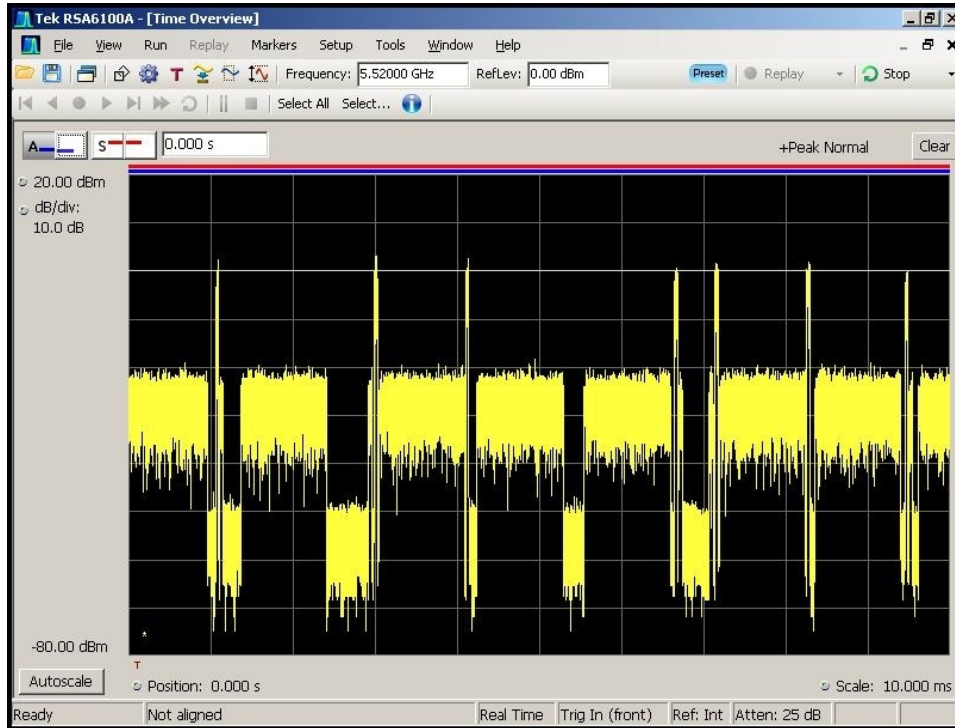 Tek RSA6100A - [Time Overview]
File View Run Replay Markers Setup Tools Window Help
Frequency: 5.52000 GHz RefLev: 0.00 dBm Preset Replay Stop
Select All Select...
A S 0.000 s +Peak Normal Clear
20.00 dBm
dB/div:
10.0 dB
-80.00 dBm
T
Autoscale Position: 0.000 s Scale: 10.000 ms
Ready Not aligned Real Time Trig In (front) Ref: Int Atten: 25 dB